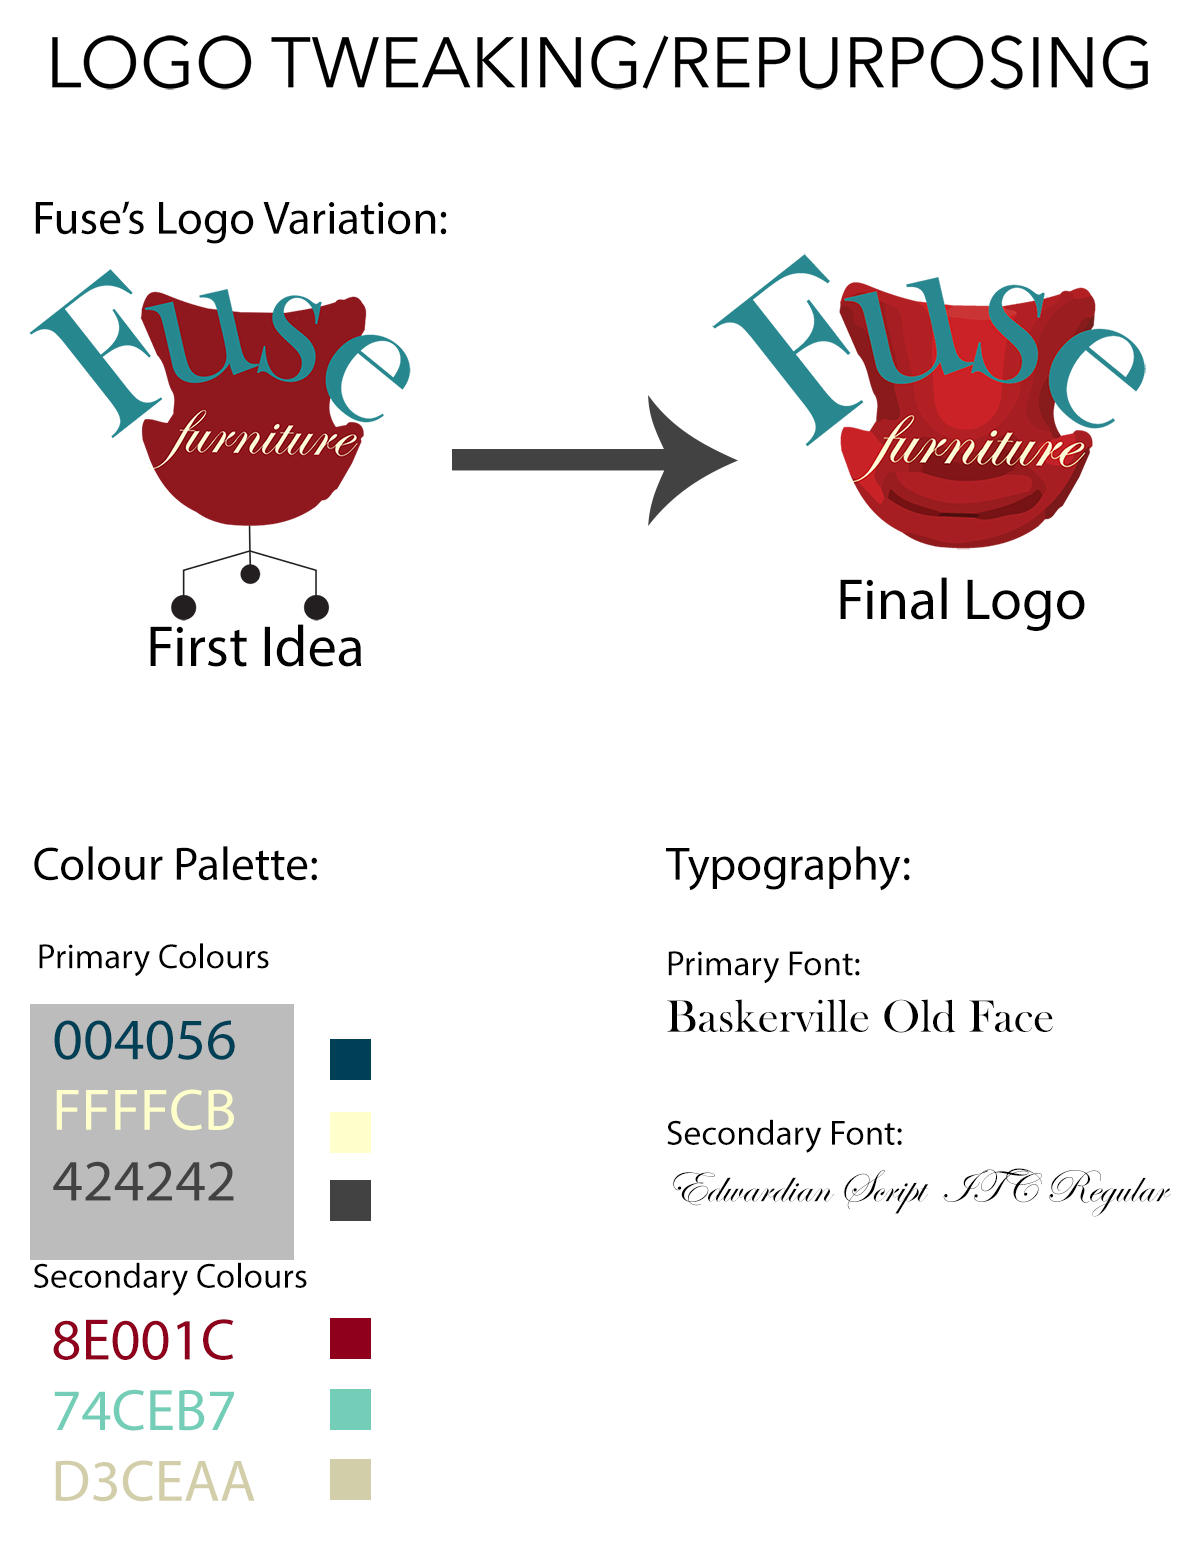 LOGO TWEAKING/REPURPOSING
Fuse's Logo Variation:
Fuse
furniture
First Idea
Fuse
furniture
Final Logo
Colour Palette:
Primary Colours
004056
FFFFCB
424242
Secondary Colours
8E001C
74CEB7
D3CEAA
Typography:
Primary Font:
Baskerville Old Face
Secondary Font:
Edwardian Script ITC Regular